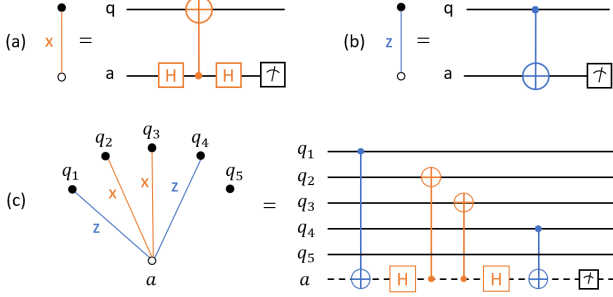 q q
(a) x = (b) z =
a H H a
q₃
q₂ q₄ q₁
q₁ q₅ q₂
x x q₃
(c) z z = q₄
q₅
a a H H